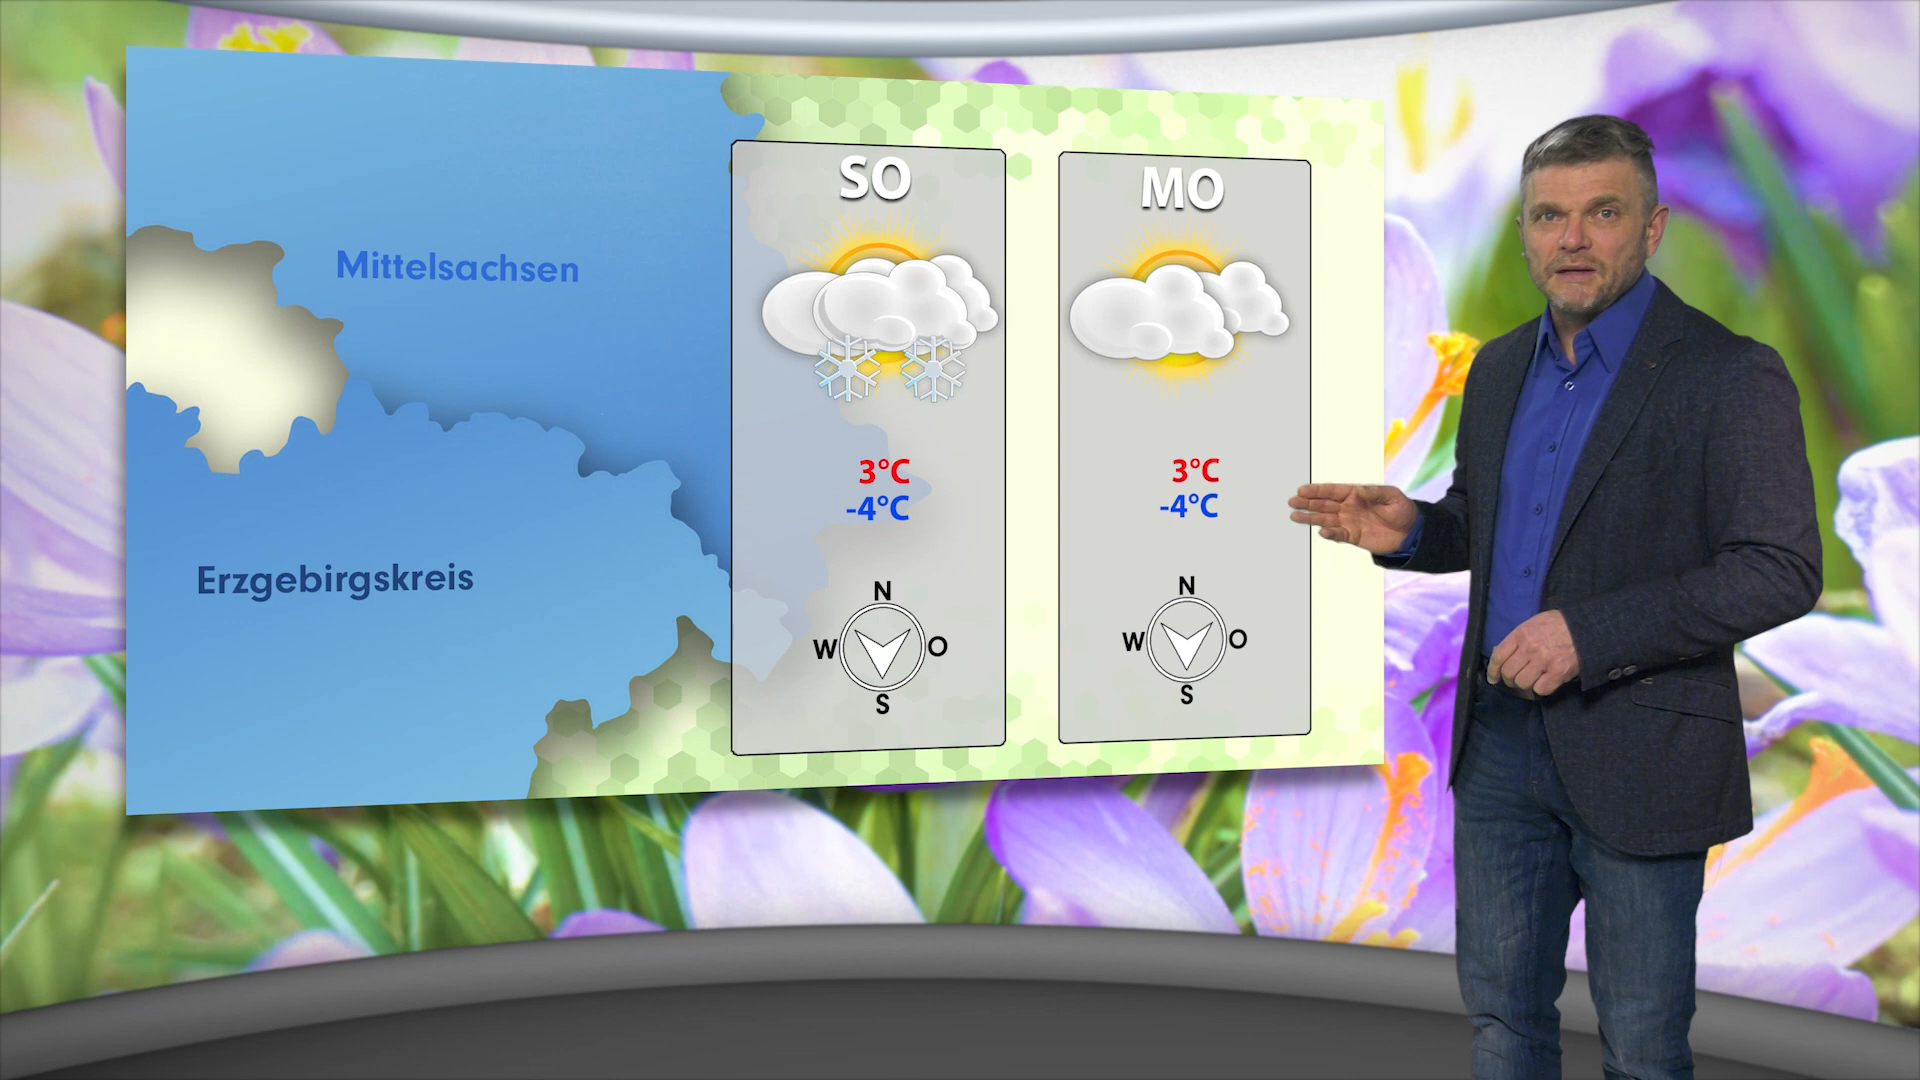 Mittelsachsen
Erzgebirgskreis
SO
3°C
-4°C
N
W O
S
MO
3°C
-4°C
N
W O
S